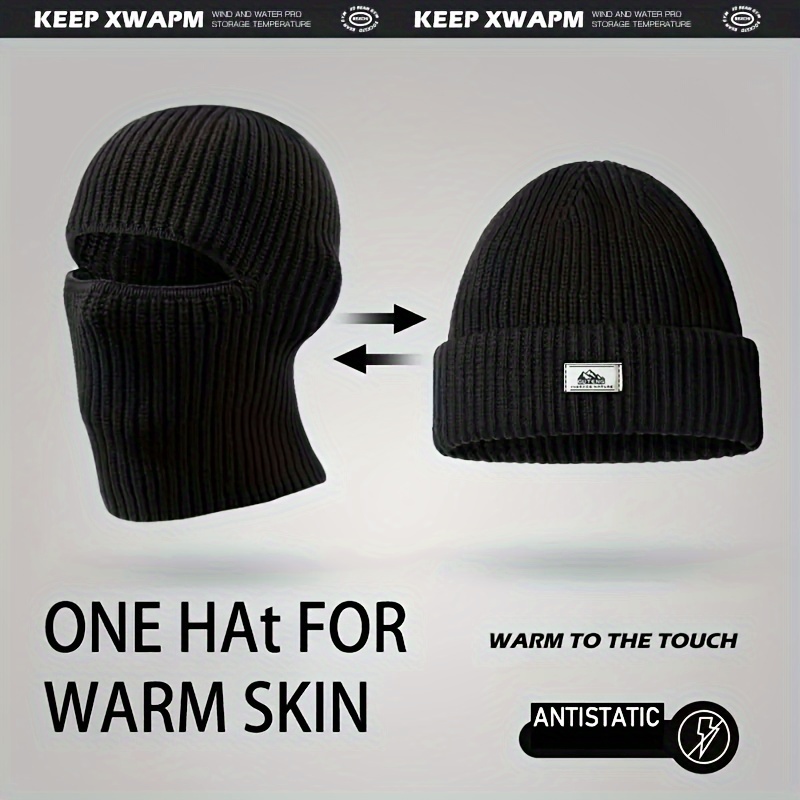 KEEP XWAPM
WIND AND WATER PRO
STORAGE TEMPERATURE
KEEP XWAPM
WIND AND WATER PRO
STORAGE TEMPERATURE
ONE HAt FOR
WARM SKIN
WARM TO THE TOUCH
ANTISTATIC